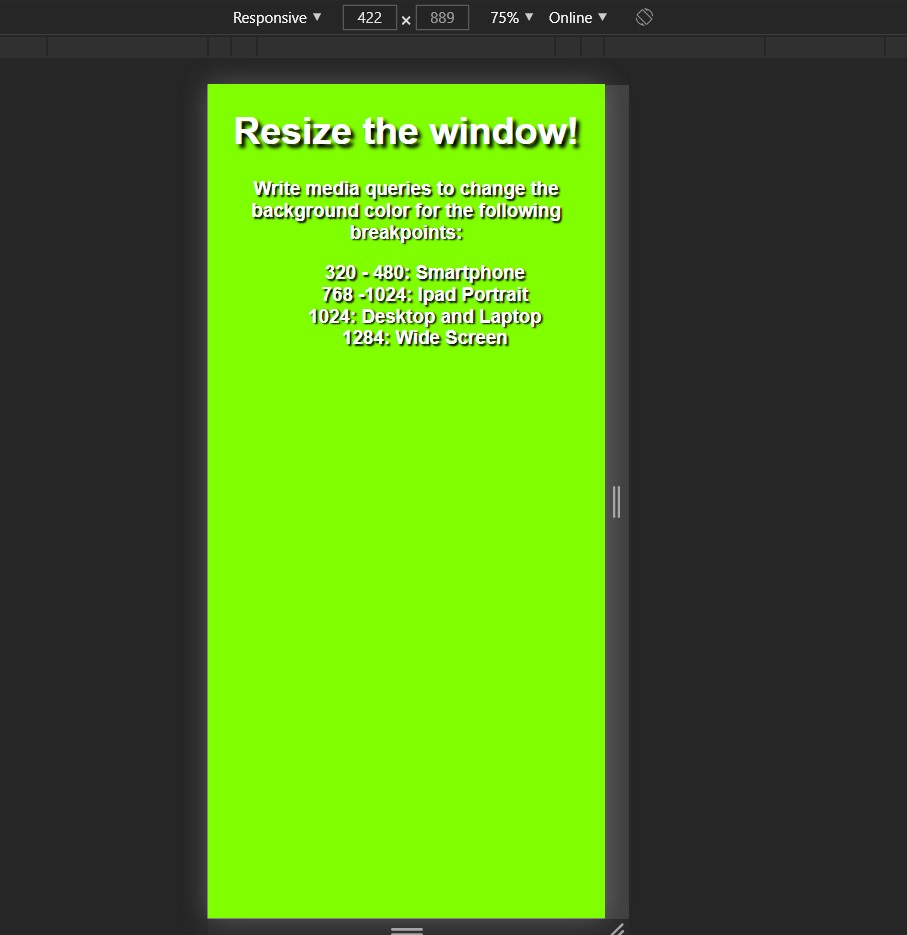 Responsive ▼ 422 × 889 75% ▼ Online ▼
Resize the window!
Write media queries to change the
background color for the following
breakpoints:
320 - 480: Smartphone
768 -1024: Ipad Portrait
1024: Desktop and Laptop
1284: Wide Screen